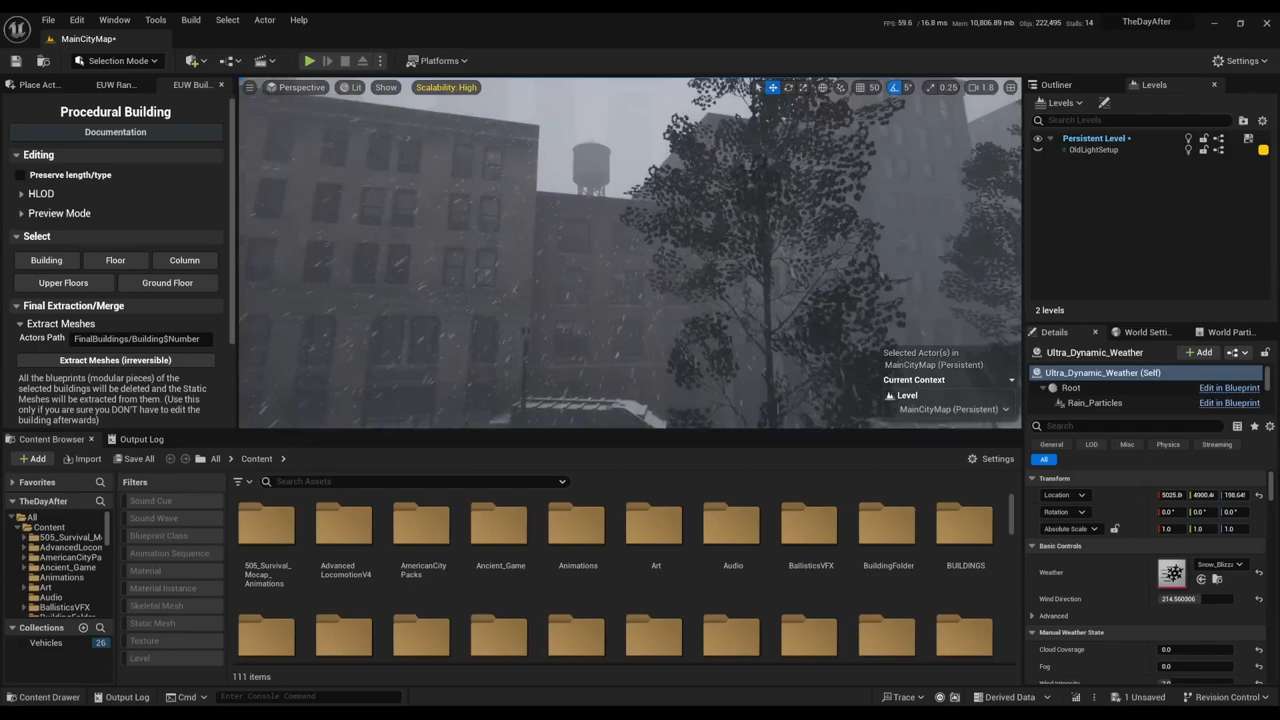 File Edit Window Tools Build Select Actor Help
FPS: 59.6 / 16.8 ms Mem: 10,806.89 mb Objs: 222,495 Stalls: 14 TheDayAfter
MainCityMap*
Selection Mode Platforms Settings
Place Act... EUW Ran... EUW Buil...
Procedural Building
Documentation
Editing
Preserve length/type
HLOD
Preview Mode
Select
Building Floor Column
Upper Floors Ground Floor
Final Extraction/Merge
Extract Meshes
Actors Path FinalBuildings/Building$Number
Extract Meshes (irreversible)
All the blueprints (modular pieces) of the
selected buildings will be deleted and the Static
Meshes will be extracted from them. (Use this
only if you are sure you DON'T have to edit the
building afterwards)
Perspective Lit Show Scalability: High 50 5° 0.25 1.8
Selected Actor(s) in
MainCityMap (Persistent)
Current Context
Level
MainCityMap (Persistent)
Outliner Levels
Levels
Search Levels
Persistent Level •
OldLightSetup
2 levels
Details World Setti... World Parti...
Ultra_Dynamic_Weather Add
Ultra_Dynamic_Weather (Self)
Root Edit in Blueprint
Rain_Particles Edit in Blueprint
Search
General LOD Misc Physics Streaming
All
Transform
Location 4900.4 198.64
Rotation 0.0° 0.0° 0.0°
Absolute Scale 1.0 1.0 1.0
Basic Controls
Weather Snow_Blizz
Wind Direction 214.560306
Advanced
Manual Weather State
Cloud Coverage 0.0
Fog 0.0
Content Browser Output Log
Add Import Save All All Content Settings
Favorites
TheDayAfter
All
Content
505_Survival_M
AdvancedLocon
AmericanCityPa
Ancient_Game
Animations
Art
Audio
BallisticsVFX
Collections
Vehicles 26
Filters
Sound Cue
Sound Wave
Blueprint Class
Animation Sequence
Material
Material Instance
Skeletal Mesh
Static Mesh
Texture
Level
Search Assets
505_Survival_ Mocap_ Animations
Advanced LocomotionV4
AmericanCity Packs
Ancient_Game
Animations
Art
Audio
BallisticsVFX
BuildingFolder
BUILDINGS
111 items
Content Drawer Output Log Cmd Enter Console Command Trace Derived Data 1 Unsaved Revision Control